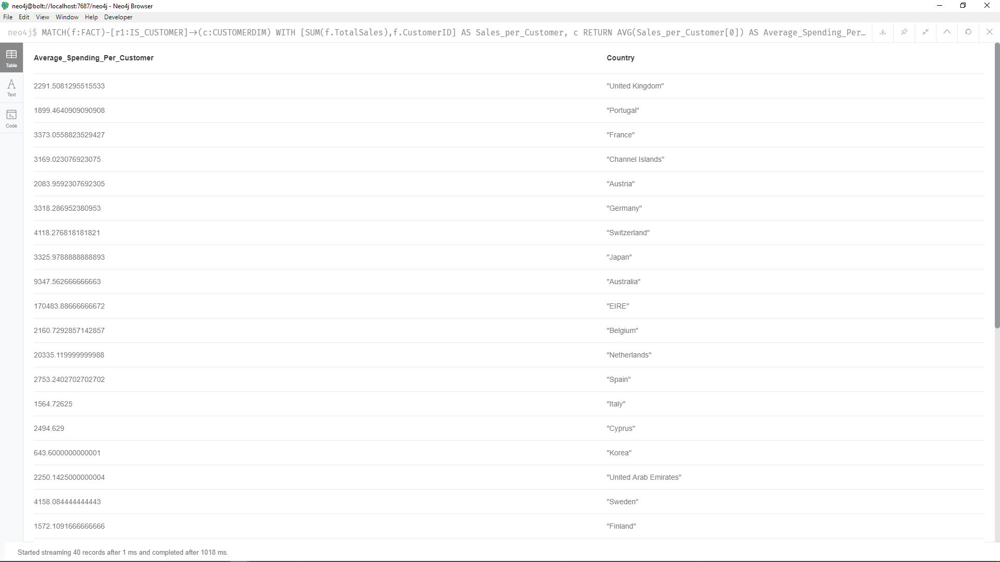 neo4j@bolt://localhost:7687/neo4j - Neo4j Browser
File Edit View Window Help Developer
neo4j$ MATCH(f:FACT)-[r1:IS_CUSTOMER]→(c:CUSTOMERDIM) WITH [SUM(f.TotalSales),f.CustomerID] AS Sales_per_Customer, c RETURN AVG(Sales_per_Customer[0]) AS Average_Spending_Per…
Table
Text
Code
Average_Spending_Per_Customer Country
2291.5081295515533 "United Kingdom"
1899.4640909090908 "Portugal"
3373.0558823529427 "France"
3169.023076923075 "Channel Islands"
2083.9592307692305 "Austria"
3318.286952380953 "Germany"
4118.276818181821 "Switzerland"
3325.9788888888893 "Japan"
9347.562666666663 "Australia"
170483.88666666672 "EIRE"
2160.7292857142857 "Belgium"
20335.119999999988 "Netherlands"
2753.2402702702702 "Spain"
1564.72625 "Italy"
2494.629 "Cyprus"
643.6000000000001 "Korea"
2250.1425000000004 "United Arab Emirates"
4158.084444444443 "Sweden"
1572.1091666666666 "Finland"
Started streaming 40 records after 1 ms and completed after 1018 ms.